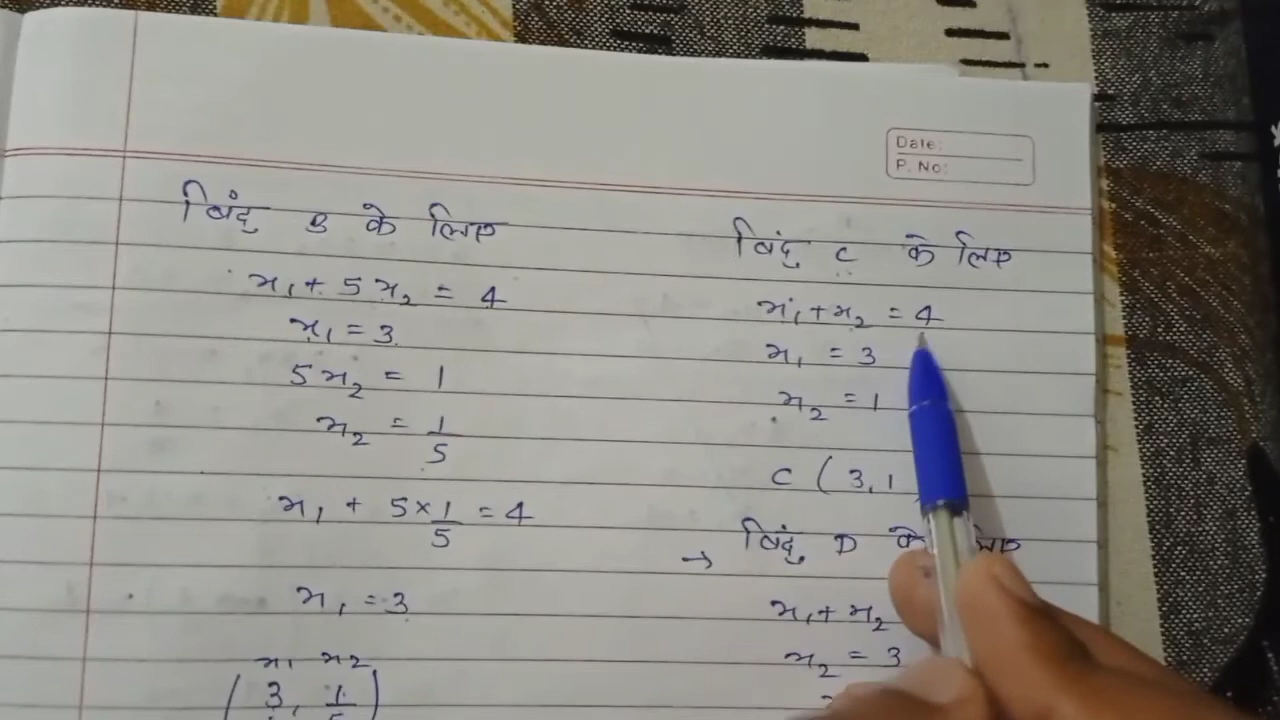 Date:
P. No:
बिंदु B के लिए
x₁ + 5x₂ = 4
x₁ = 3
5x₂ = 1
x₂ = 1/5
x₁ + 5×1/5 = 4
x₁ = 3
x₁ x₂
(3, 1/5)
बिंदु C के लिए
x₁ + x₂ = 4
x₁ = 3
x₂ = 1
C (3, 1
→ बिंदु D
x₁ + x₂
x₂ = 3